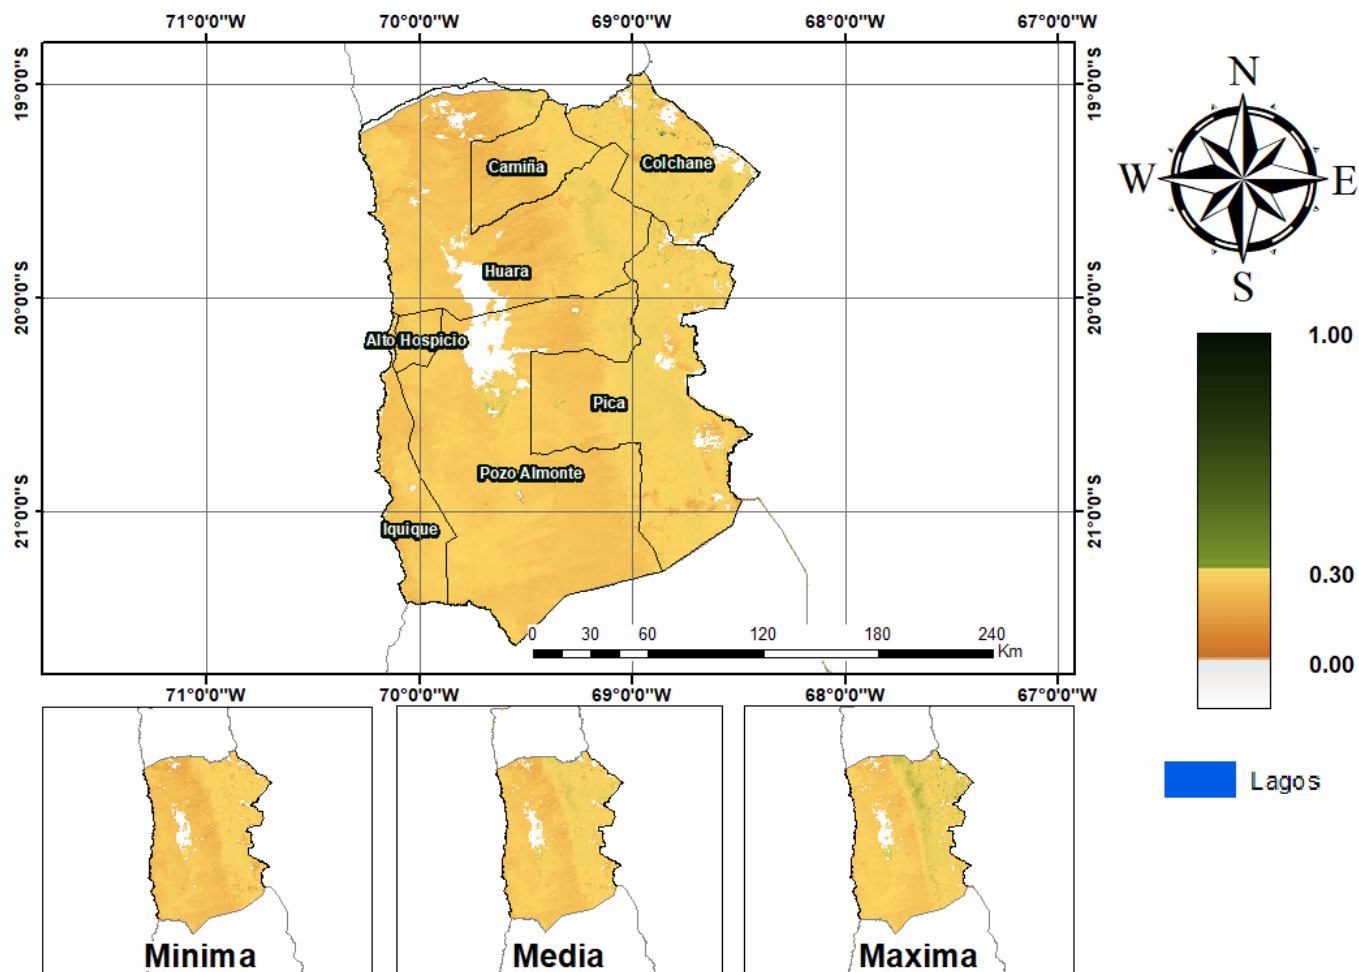 71°0'0"W 70°0'0"W 69°0'0"W 68°0'0"W 67°0'0"W
19°0'0"S 19°0'0"S
N
W E
S
Camiña Colchane
Huara
20°0'0"S 20°0'0"S
Alto Hospicio
1.00
Pica
Pozo Almonte
21°0'0"S 21°0'0"S
Iquique
0.30
0 30 60 120 180 240
Km
0.00
71°0'0"W 70°0'0"W 69°0'0"W 68°0'0"W 67°0'0"W
Lagos
Minima Media Maxima